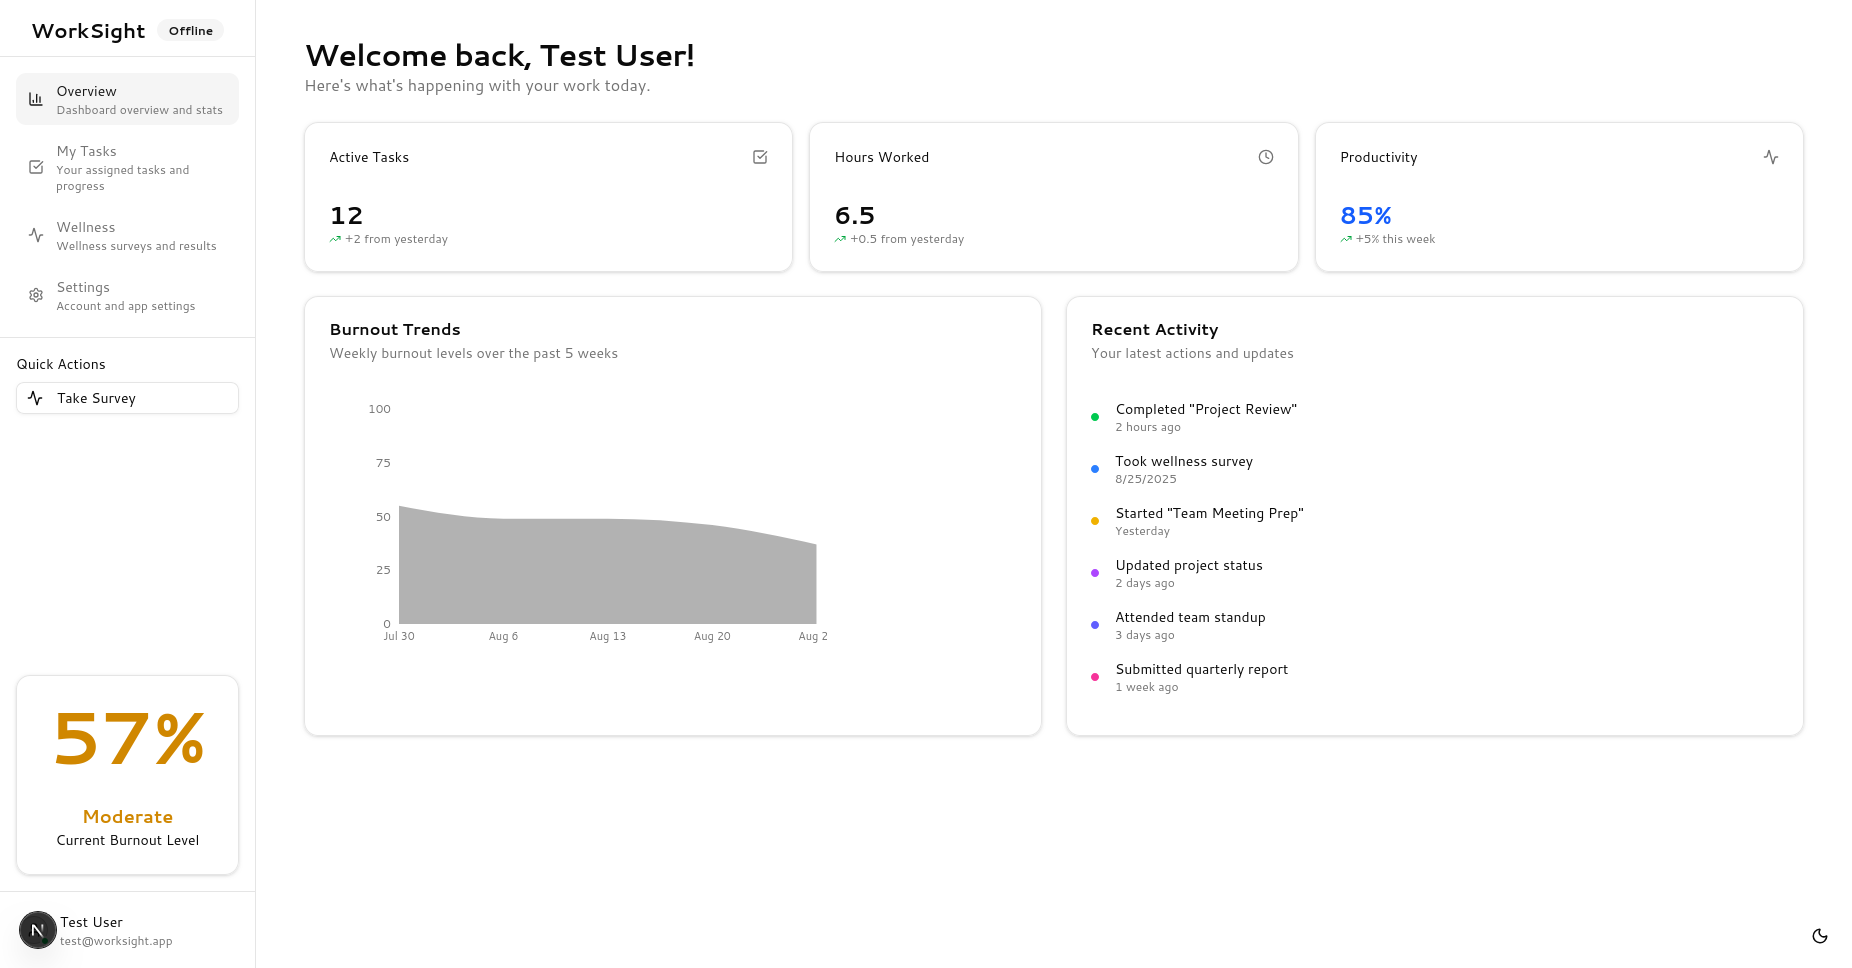 WorkSight
Offline
Overview
Dashboard overview and stats
My Tasks
Your assigned tasks and
progress
Wellness
Wellness surveys and results
Settings
Account and app settings
Quick Actions
Take Survey
57%
Moderate
Current Burnout Level
N
Test User
test@worksight.app
Welcome back, Test User!
Here's what's happening with your work today.
Active Tasks
12
+2 from yesterday
Hours Worked
6.5
+0.5 from yesterday
Productivity
85%
+5% this week
Burnout Trends
Weekly burnout levels over the past 5 weeks
100
75
50
25
0
Jul 30
Aug 6
Aug 13
Aug 20
Aug 2
Recent Activity
Your latest actions and updates
Completed "Project Review"
2 hours ago
Took wellness survey
8/25/2025
Started "Team Meeting Prep"
Yesterday
Updated project status
2 days ago
Attended team standup
3 days ago
Submitted quarterly report
1 week ago